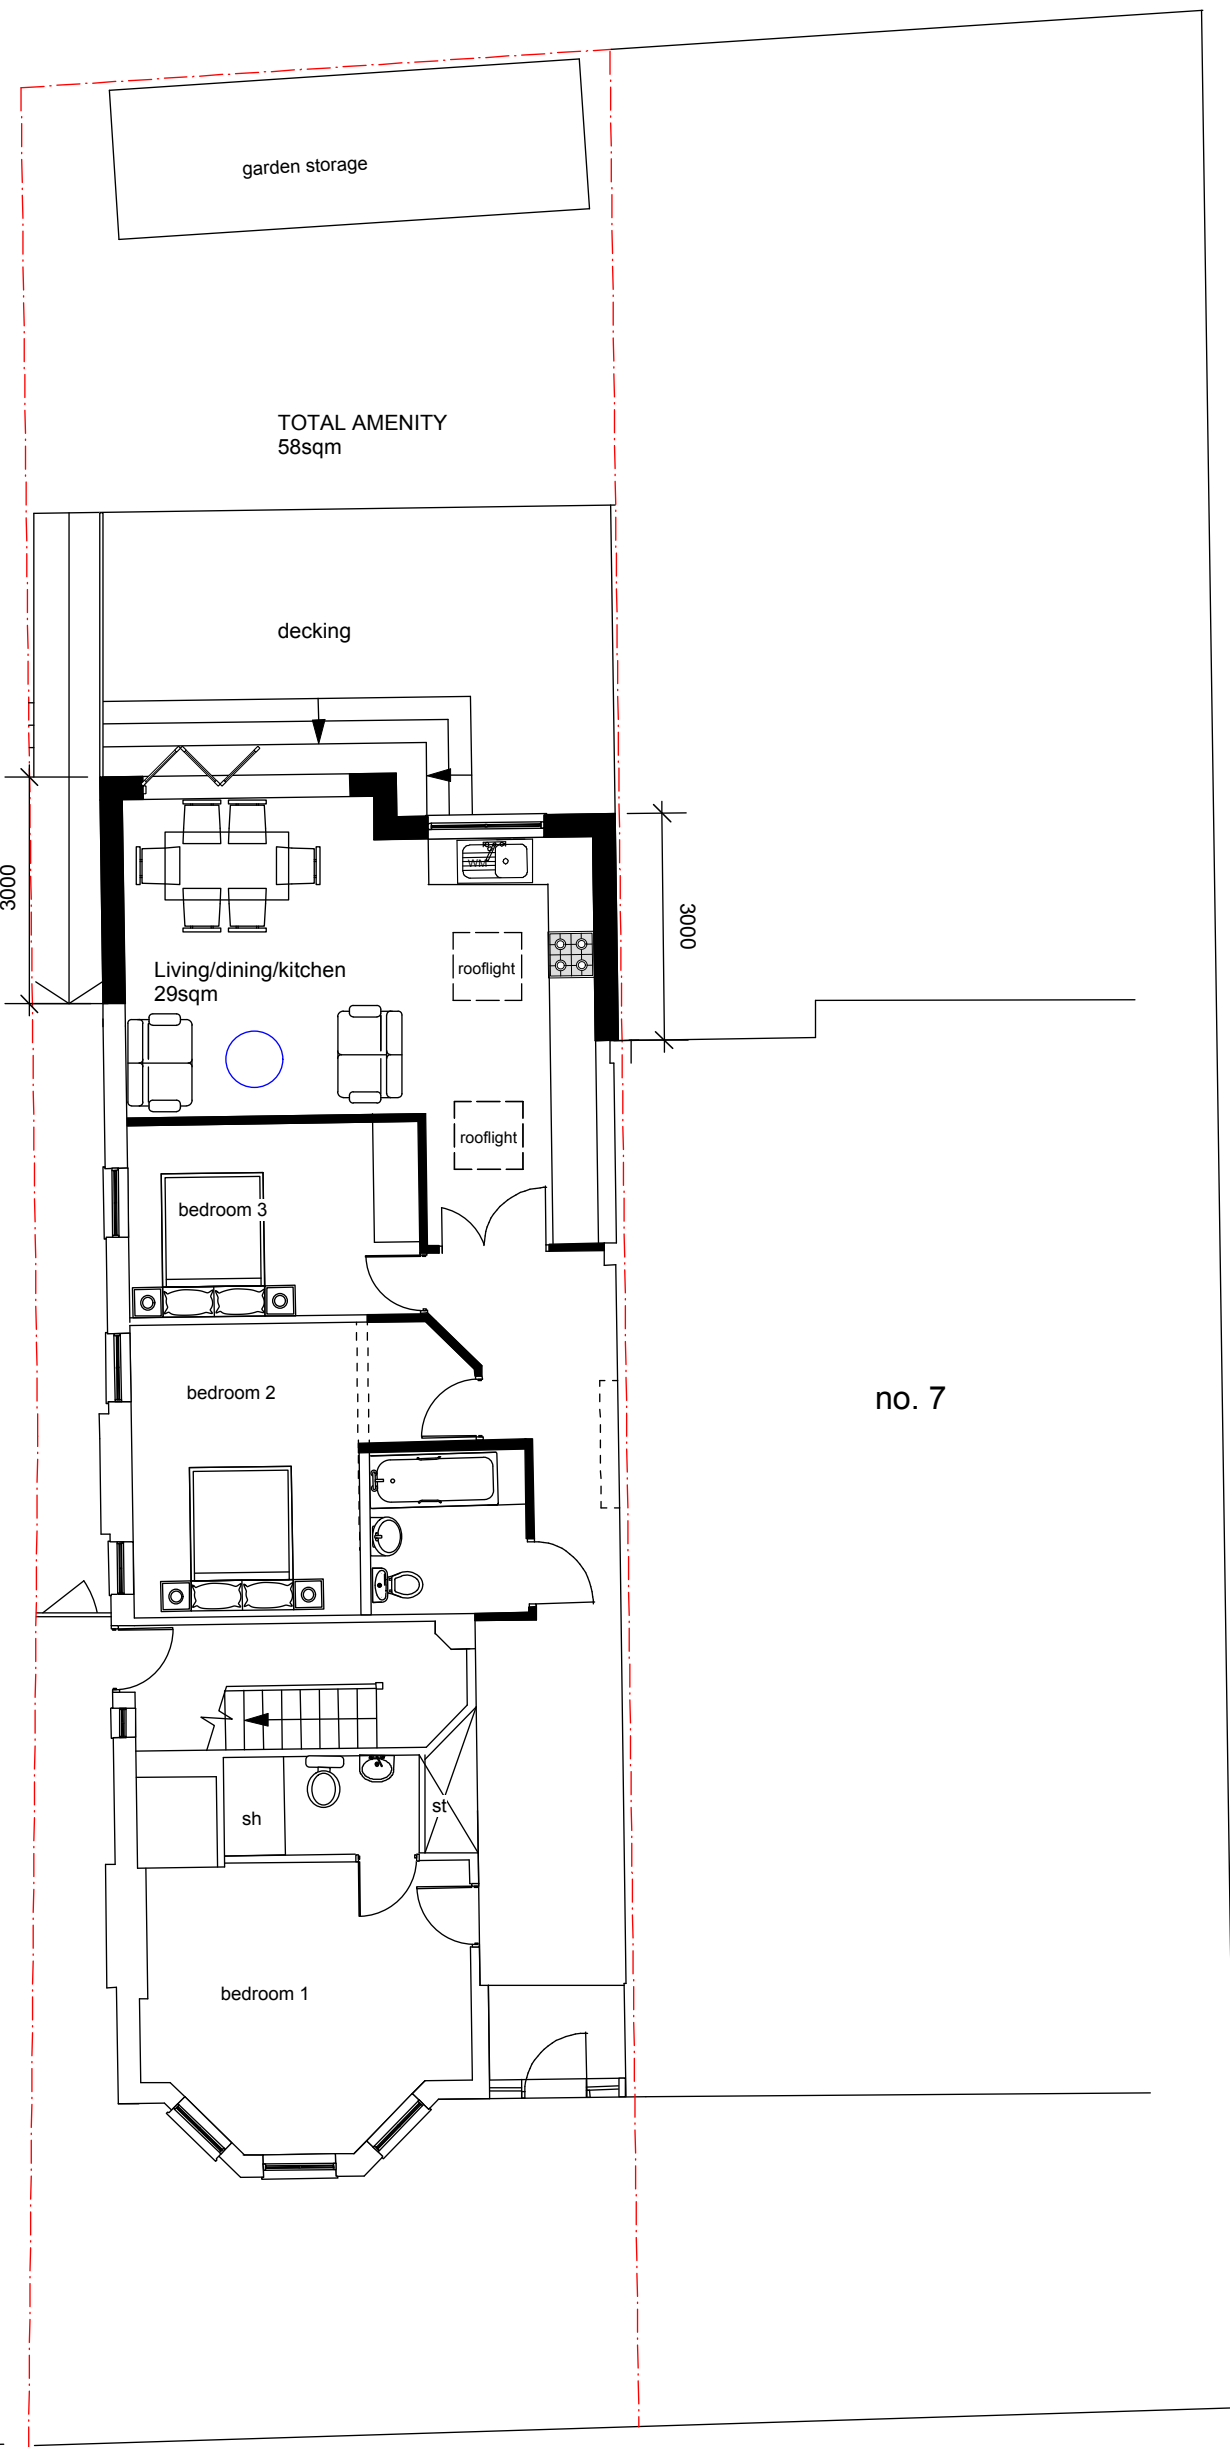 garden storage
TOTAL AMENITY
58sqm
decking
3000
3000
WM
Living/dining/kitchen
29sqm
rooflight
rooflight
bedroom 3
bedroom 2
no. 7
sh
st
bedroom 1